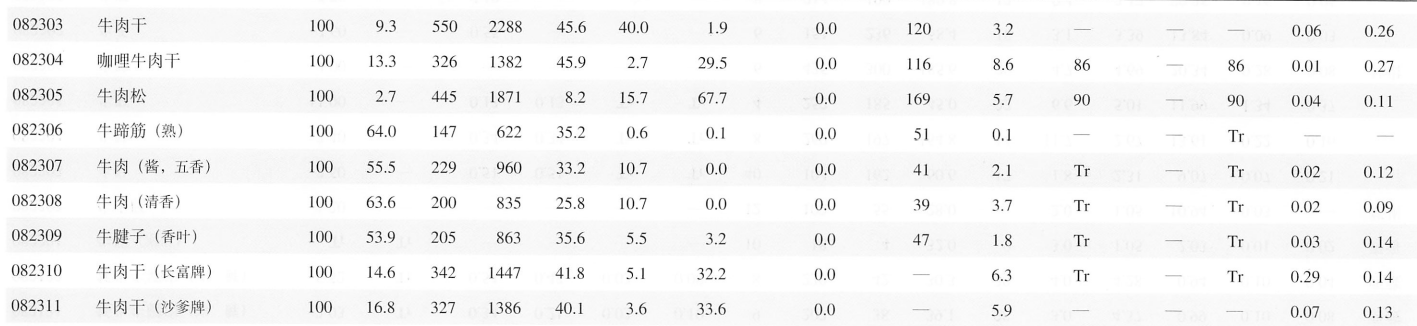 082303 牛肉干 100 9.3 550 2288 45.6 40.0 1.9 0.0 120 3.2 — — — 0.06 0.26
082304 咖喱牛肉干 100 13.3 326 1382 45.9 2.7 29.5 0.0 116 8.6 86 — 86 0.01 0.27
082305 牛肉松 100 2.7 445 1871 8.2 15.7 67.7 0.0 169 5.7 90 — 90 0.04 0.11
082306 牛蹄筋（熟） 100 64.0 147 622 35.2 0.6 0.1 0.0 51 0.1 — — Tr — —
082307 牛肉（酱，五香） 100 55.5 229 960 33.2 10.7 0.0 0.0 41 2.1 Tr — Tr 0.02 0.12
082308 牛肉（清香） 100 63.6 200 835 25.8 10.7 0.0 0.0 39 3.7 Tr — Tr 0.02 0.09
082309 牛腱子（香叶） 100 53.9 205 863 35.6 5.5 3.2 0.0 47 1.8 Tr — Tr 0.03 0.14
082310 牛肉干（长富牌） 100 14.6 342 1447 41.8 5.1 32.2 0.0 — 6.3 Tr — Tr 0.29 0.14
082311 牛肉干（沙爹牌） 100 16.8 327 1386 40.1 3.6 33.6 0.0 — 5.9 — — — 0.07 0.13